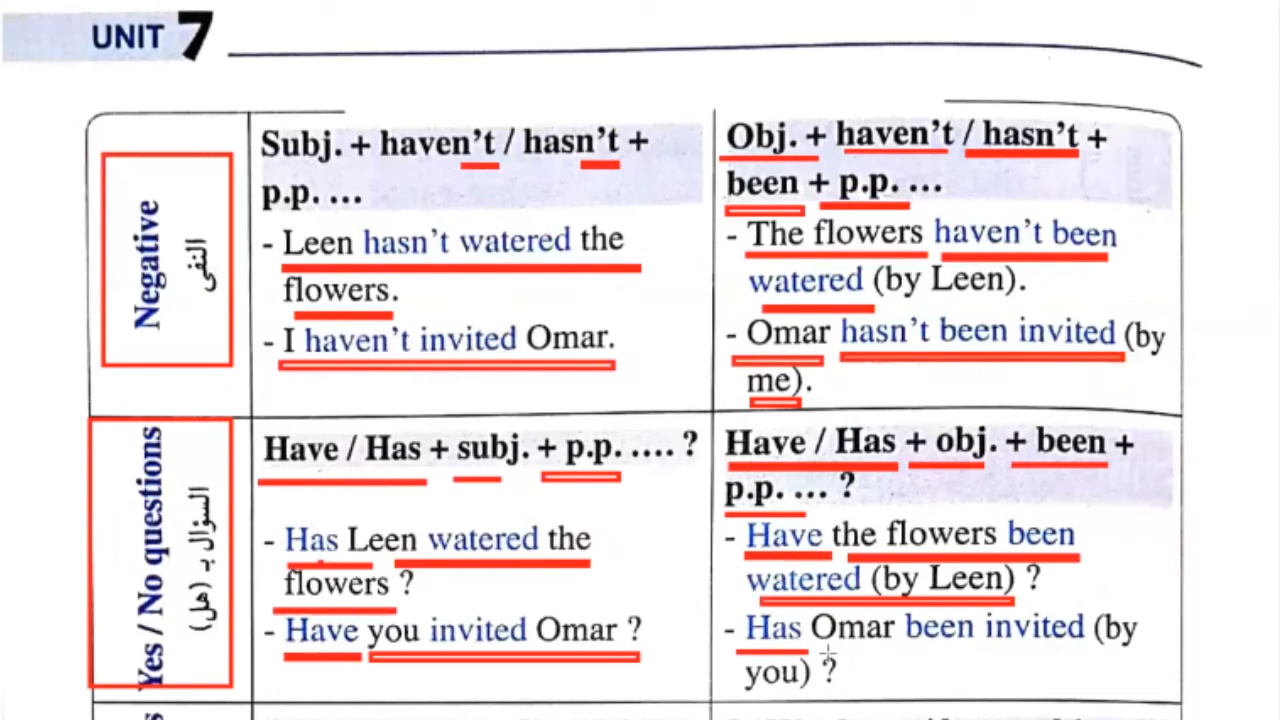 UNIT 7
Negative
النفى
Subj. + haven't / hasn't +
p.p. ...
- Leen hasn't watered the
flowers.
- I haven't invited Omar.
Obj. + haven't / hasn't +
been + p.p. ...
- The flowers haven't been
watered (by Leen).
- Omar hasn't been invited (by
me).
Yes / No questions
السؤال بـ (هل)
Have / Has + subj. + p.p. .... ?
- Has Leen watered the
flowers ?
- Have you invited Omar ?
Have / Has + obj. + been +
p.p. ... ?
- Have the flowers been
watered (by Leen) ?
- Has Omar been invited (by
you) ?